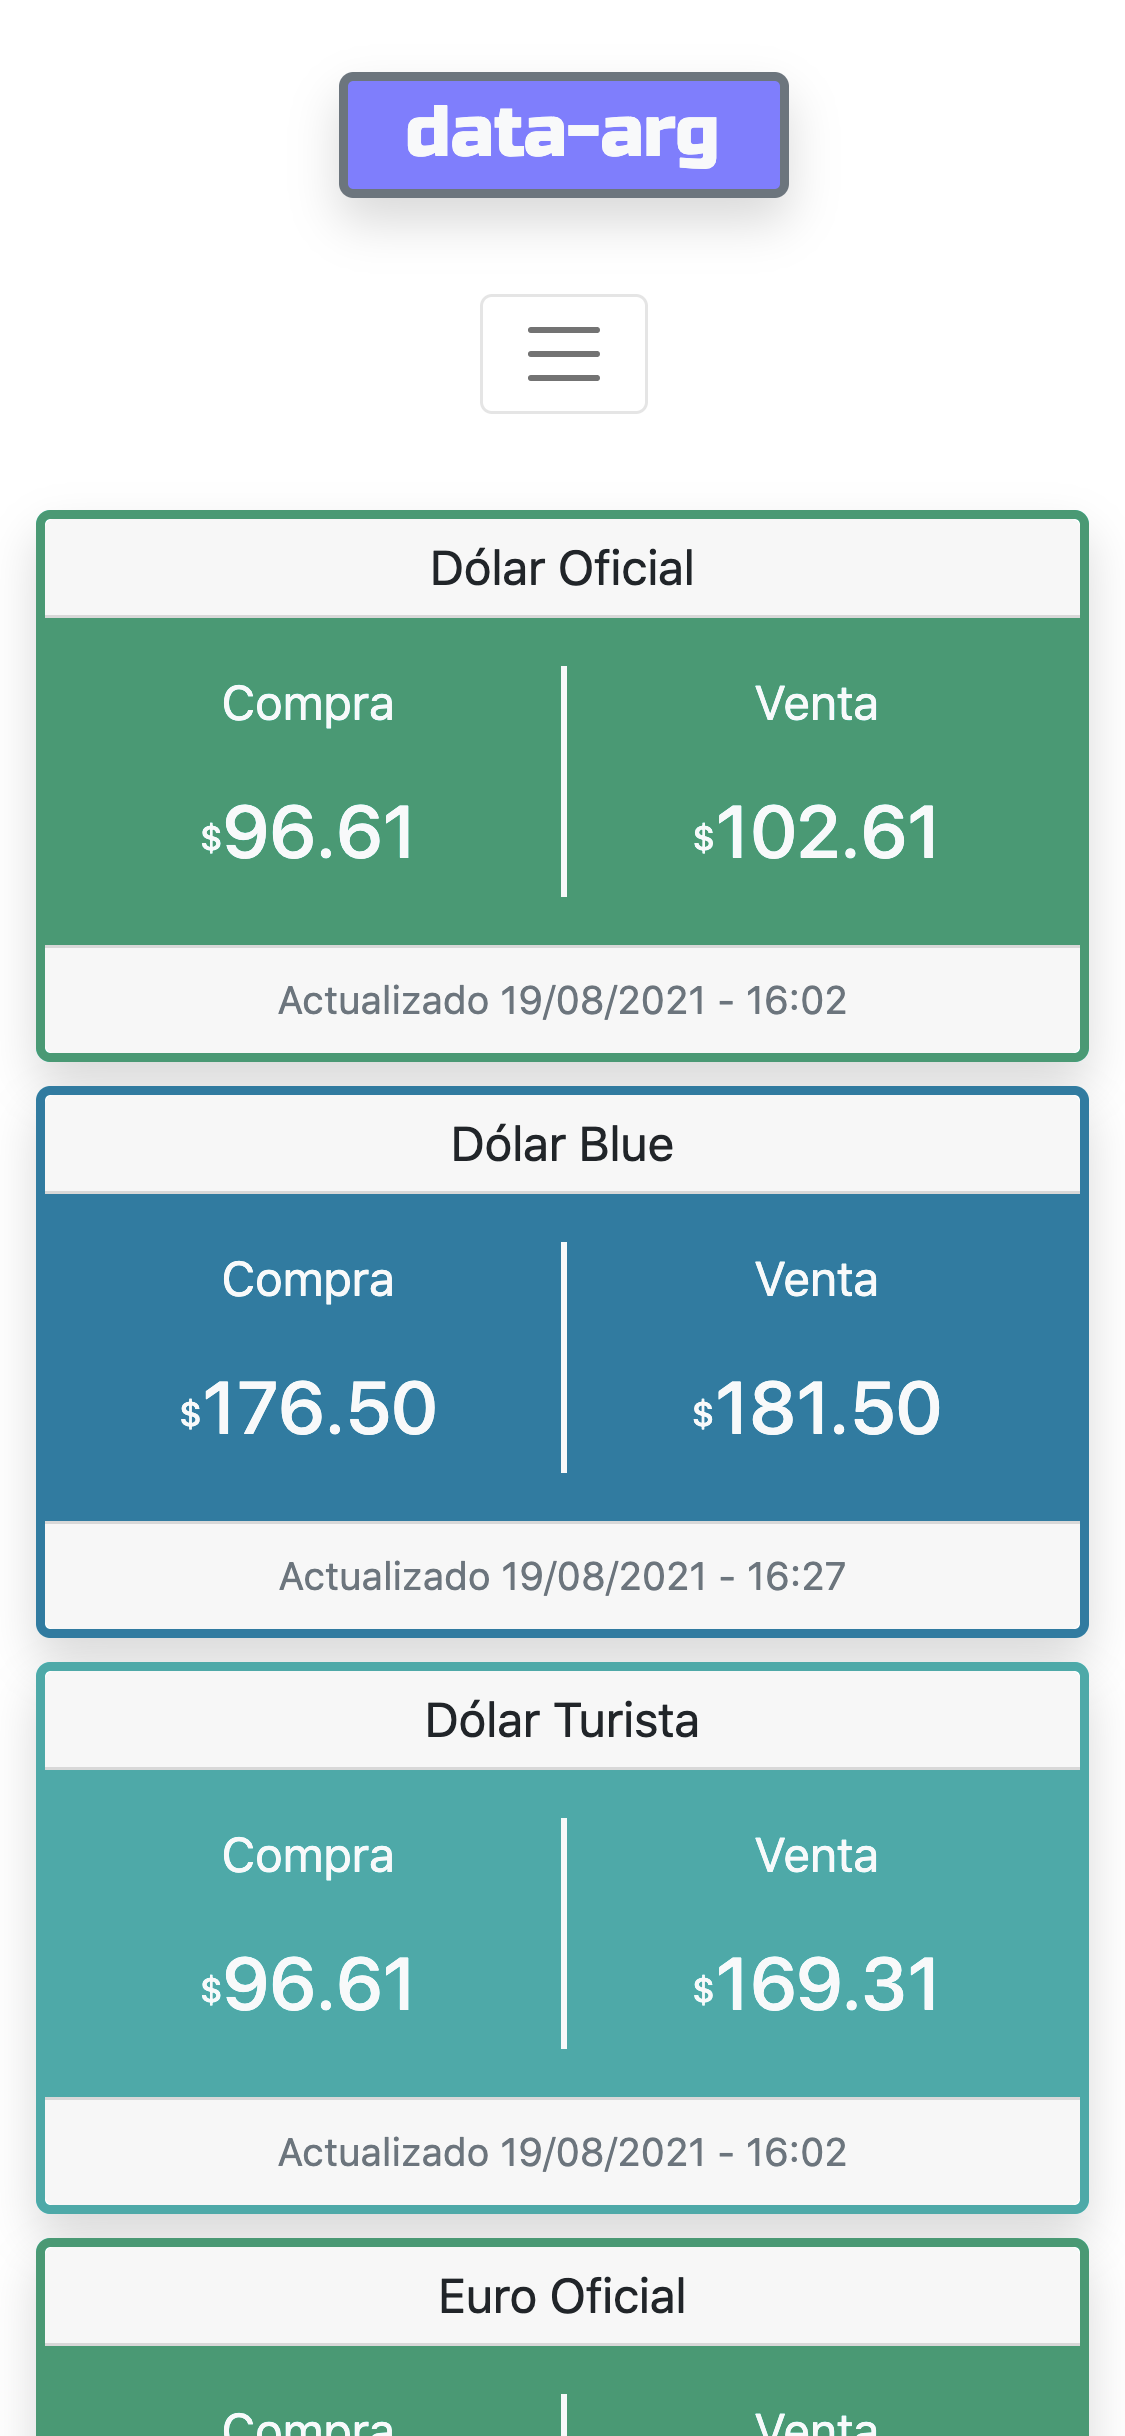 data-arg
Dólar Oficial
Compra Venta
$96.61 $102.61
Actualizado 19/08/2021 - 16:02
Dólar Blue
Compra Venta
$176.50 $181.50
Actualizado 19/08/2021 - 16:27
Dólar Turista
Compra Venta
$96.61 $169.31
Actualizado 19/08/2021 - 16:02
Euro Oficial
Compra Venta